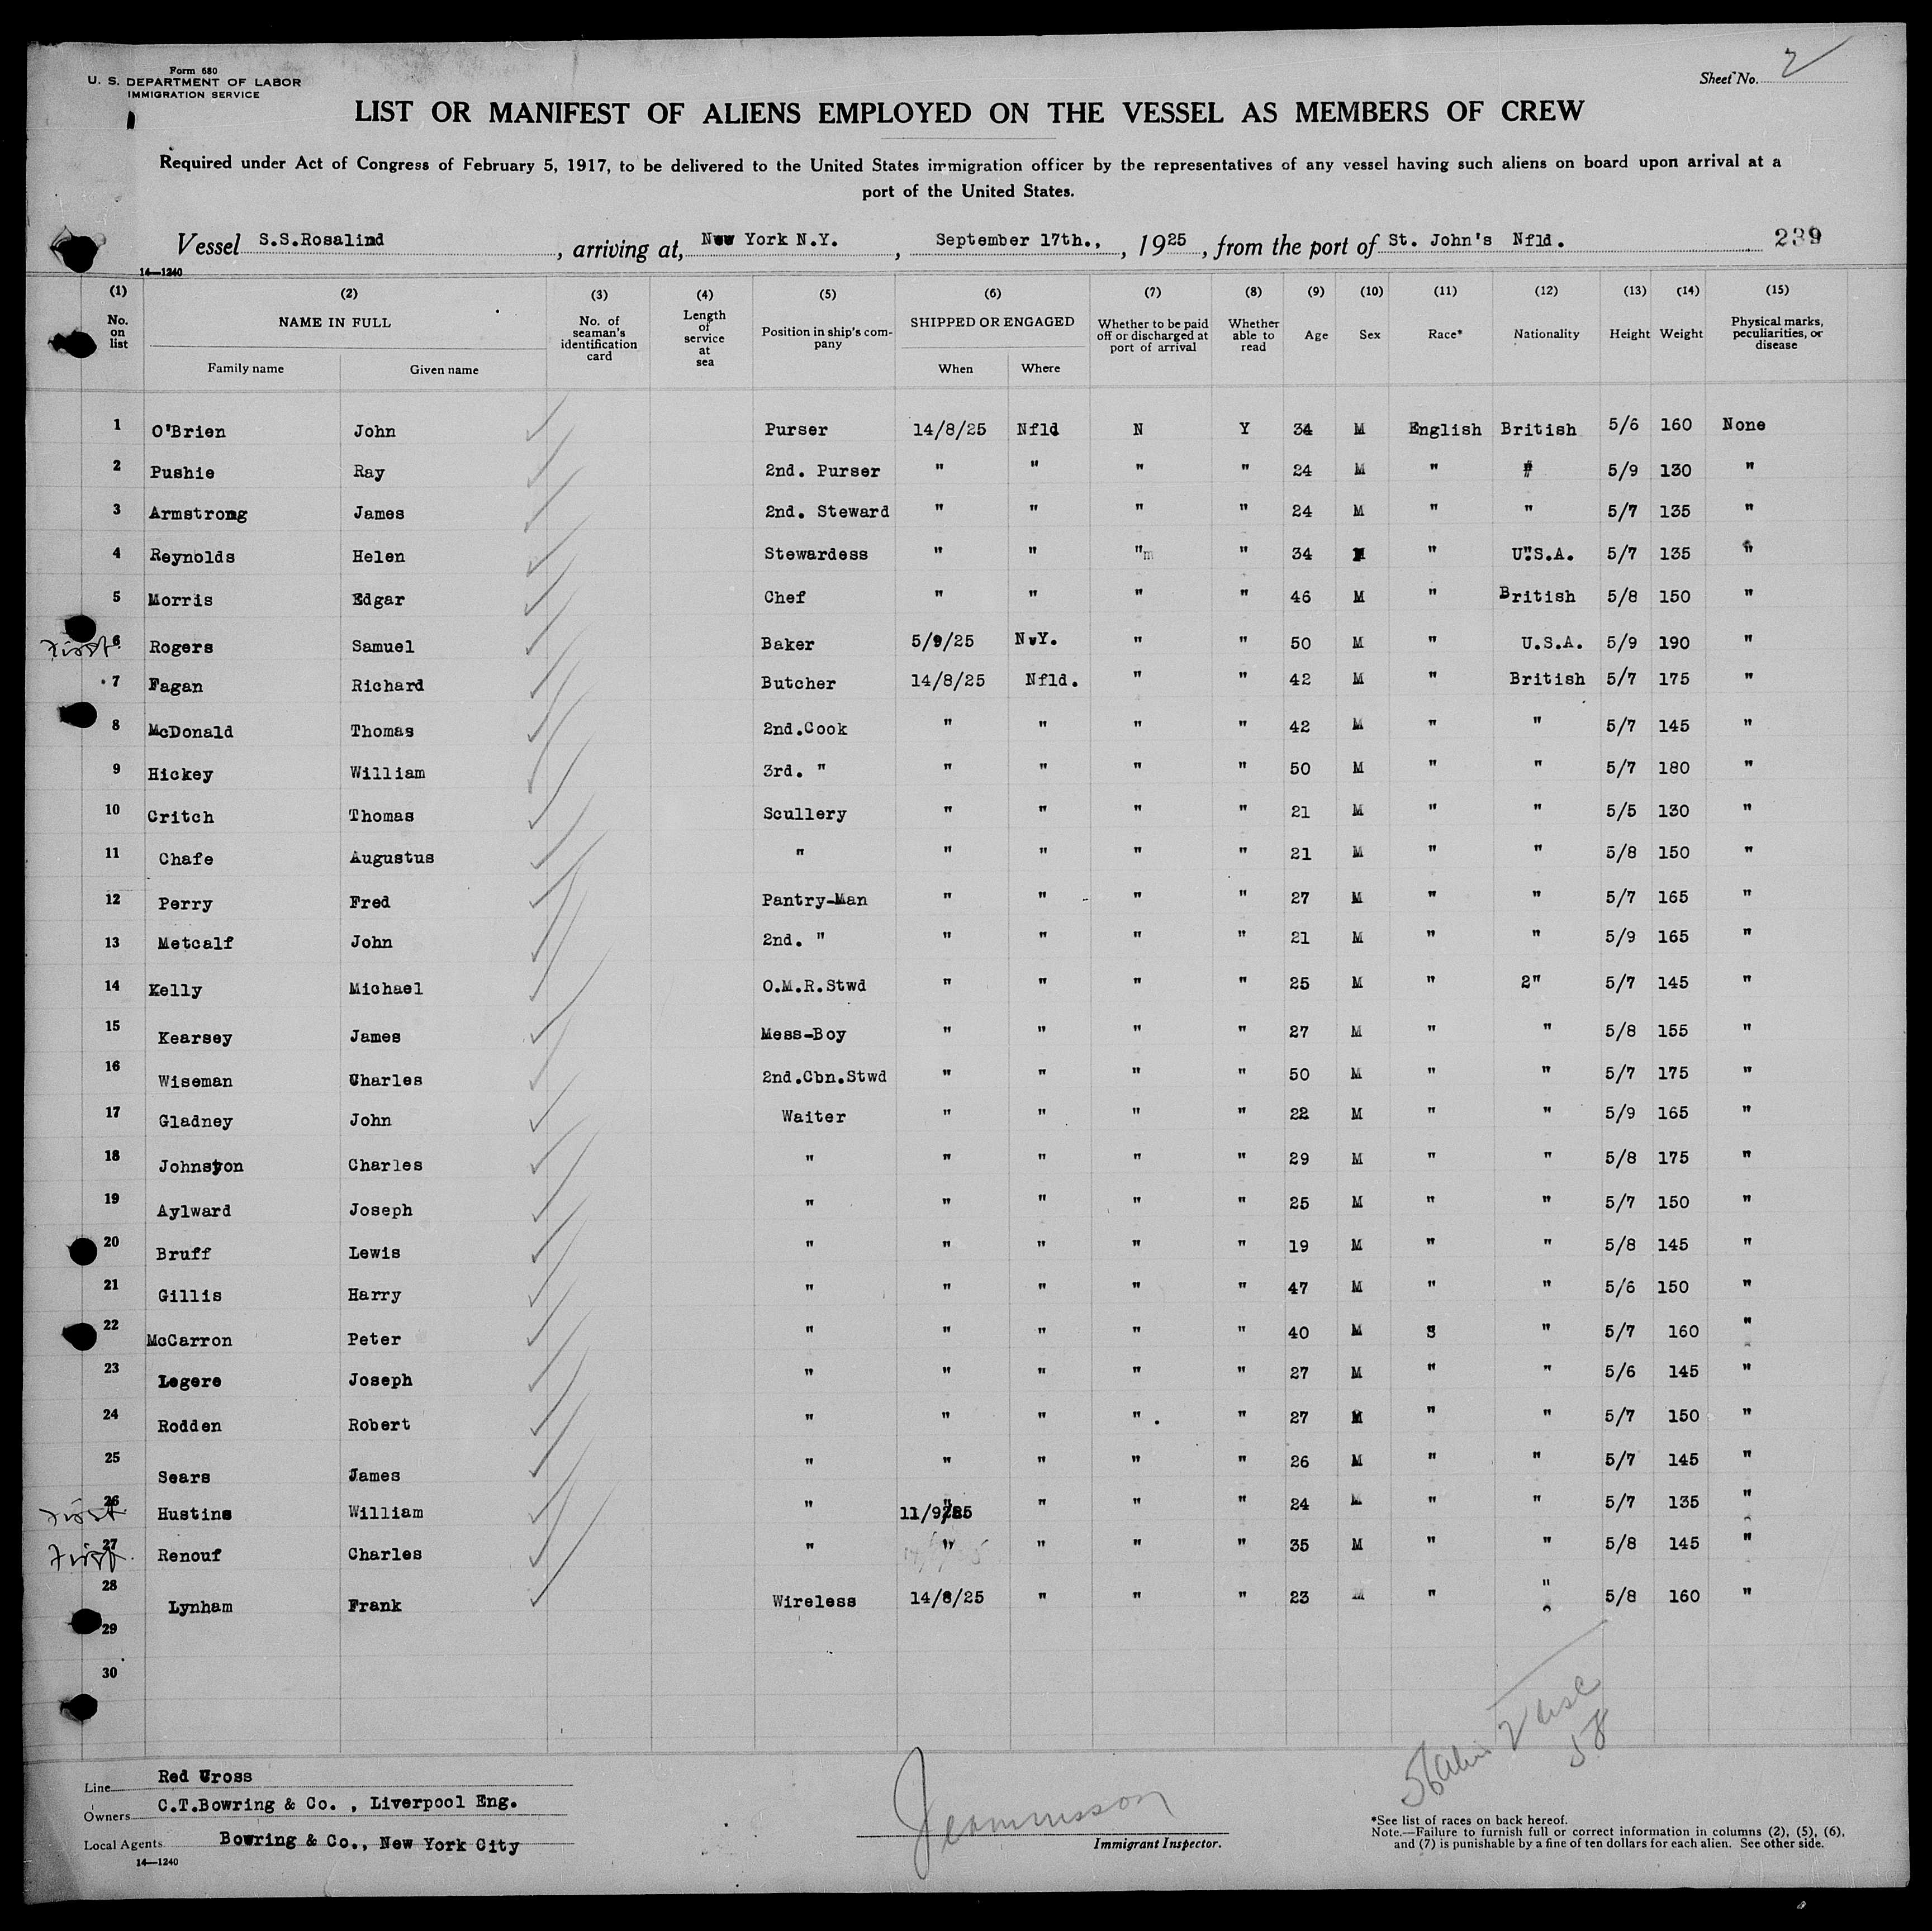 Form 680
U. S. DEPARTMENT OF LABOR
IMMIGRATION SERVICE
Sheet No. 2
LIST OR MANIFEST OF ALIENS EMPLOYED ON THE VESSEL AS MEMBERS OF CREW
Required under Act of Congress of February 5, 1917, to be delivered to the United States immigration officer by the representatives of any vessel having such aliens on board upon arrival at a
port of the United States.
Vessel S.S.Rosalind, arriving at, New York N.Y., September 17th., , 1925, from the port of St. John's Nfld. 239
14—1240
(1) (2) (3) (4) (5) (6) (7) (8) (9) (10) (11) (12) (13) (14) (15)
No. on list NAME IN FULL No. of seaman's identification card Length of service at sea Position in ship's company SHIPPED OR ENGAGED Whether to be paid off or discharged at port of arrival Whether able to read Age Sex Race* Nationality Height Weight Physical marks, peculiarities, or disease
Family name Given name When Where
1 O'Brien John Purser 14/8/25 Nfld N Y 34 M English British 5/6 160 None
2 Pushie Ray 2nd. Purser " " " " 24 M " " 5/9 130 "
3 Armstrong James 2nd. Steward " " " " 24 M " " 5/7 135 "
4 Reynolds Helen Stewardess " " " " 34 " U.S.A. 5/7 135 "
5 Morris Edgar Chef " " " " 46 M " British 5/8 150 "
First 6 Rogers Samuel Baker 5/9/25 N.Y. " " 50 M " U.S.A. 5/9 190 "
7 Fagan Richard Butcher 14/8/25 Nfld. " " 42 M " British 5/7 175 "
8 McDonald Thomas 2nd.Cook " " " " 42 M " " 5/7 145 "
9 Hickey William 3rd. " " " " " 50 M " " 5/7 180 "
10 Critch Thomas Scullery " " " " 21 M " " 5/5 130 "
11 Chafe Augustus " " " " " 21 M " " 5/8 150 "
12 Perry Fred Pantry-Man " " " " 27 M " " 5/7 165 "
13 Metcalf John 2nd. " " " " " 21 M " " 5/9 165 "
14 Kelly Michael O.M.R.Stwd " " " " 25 M " 2" 5/7 145 "
15 Kearsey James Mess-Boy " " " " 27 M " " 5/8 155 "
16 Wiseman Charles 2nd.Cbn.Stwd " " " " 50 M " " 5/7 175 "
17 Gladney John Waiter " " " " 22 M " " 5/9 165 "
18 Johnston Charles " " " " " 29 M " " 5/8 175 "
19 Aylward Joseph " " " " " 25 M " " 5/7 150 "
20 Bruff Lewis " " " " " 19 M " " 5/8 145 "
21 Gillis Harry " " " " " 47 M " " 5/6 150 "
22 McCarron Peter " " " " " 40 M " " 5/7 160 "
23 Legere Joseph " " " " " 27 M " " 5/6 145 "
24 Rodden Robert " " " " " 27 M " " 5/7 150 "
25 Sears James " " " " " 26 M " " 5/7 145 "
First 26 Hustins William " 11/9/25 " " " 24 M " " 5/7 135 "
First 27 Renouf Charles " " " " " 35 M " " 5/8 145 "
28 Lynham Frank Wireless 14/8/25 " " " 23 M " " 5/8 160 "
29
30
Line Red Cross
Owners C.T.Bowring & Co. , Liverpool Eng.
Local Agents Bowring & Co., New York City
14—1240
Immigrant Inspector.
56 Alien 2 USC
58
*See list of races on back hereof.
Note.—Failure to furnish full or correct information in columns (2), (5), (6),
and (7) is punishable by a fine of ten dollars for each alien. See other side.